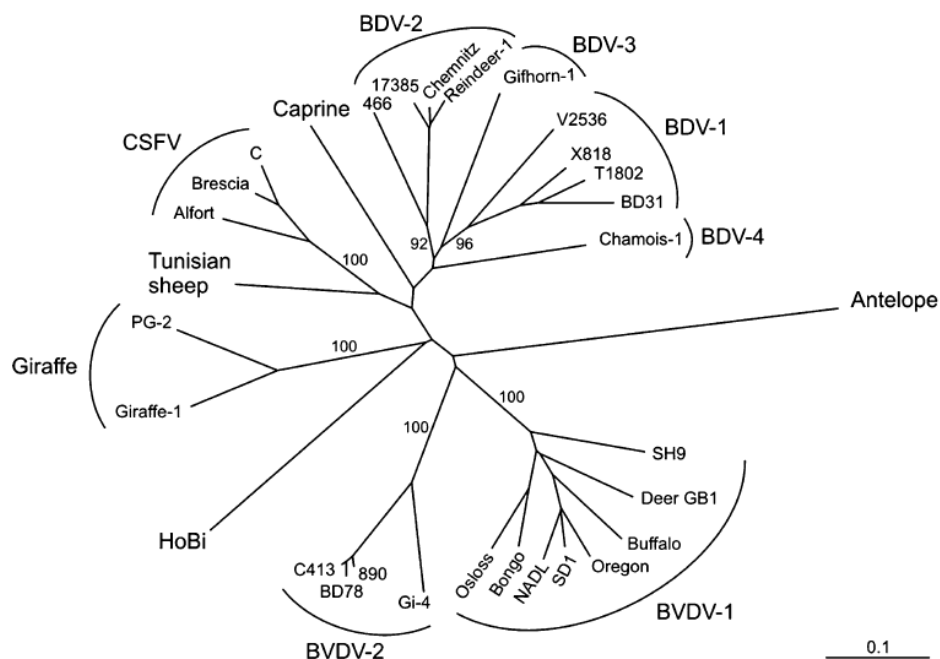 BDV-2
BDV-3
Chemnitz
Reindeer-1
17385
466
Gifhorn-1
Caprine
V2536
BDV-1
CSFV
C
X818
T1802
Brescia
BD31
Alfort
92
96
Chamois-1
BDV-4
100
Tunisian
sheep
Antelope
PG-2
100
Giraffe
Giraffe-1
100
100
SH9
Deer GB1
HoBi
Buffalo
C413
890
BD78
Gi-4
Osloss
Bongo
NADL
SD1
Oregon
BVDV-1
BVDV-2
0.1